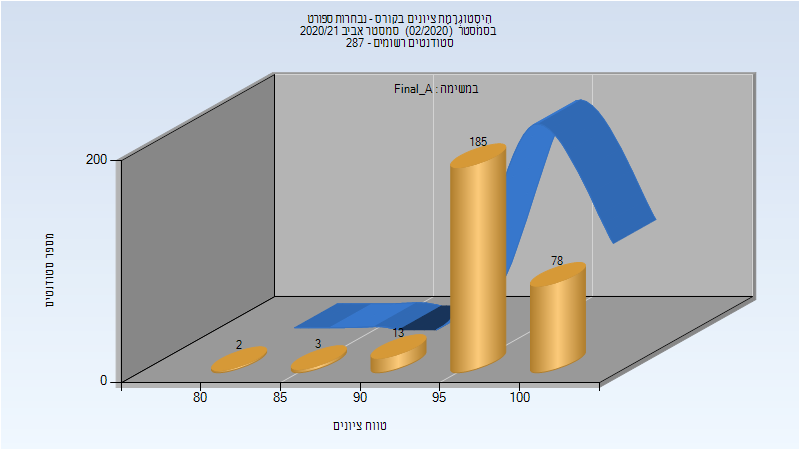 היסטוגרמת ציונים בקורס - נבחרות ספורט
בסמסטר (02/2020) סמסטר אביב 2020/21
סטודנטים רשומים - 287
במשימה : Final_A
185
78
13
3
2
200
0
מספר סטודנטים
80 85 90 95 100
טווח ציונים